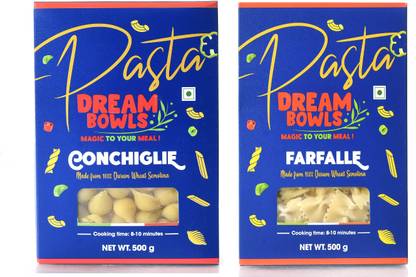 Pasta
DREAM
BOWLS
MAGIC TO YOUR MEAL!
CONCHIGLIE
Made from 100% Durum Wheat Semolina
Cooking time: 8-10 minutes
NET WT. 500 g
Pasta
DREAM
BOWLS
MAGIC TO YOUR MEAL!
FARFALLE
Made from 100% Durum Wheat Semolina
Cooking time: 8-10 minutes
NET WT. 500 g